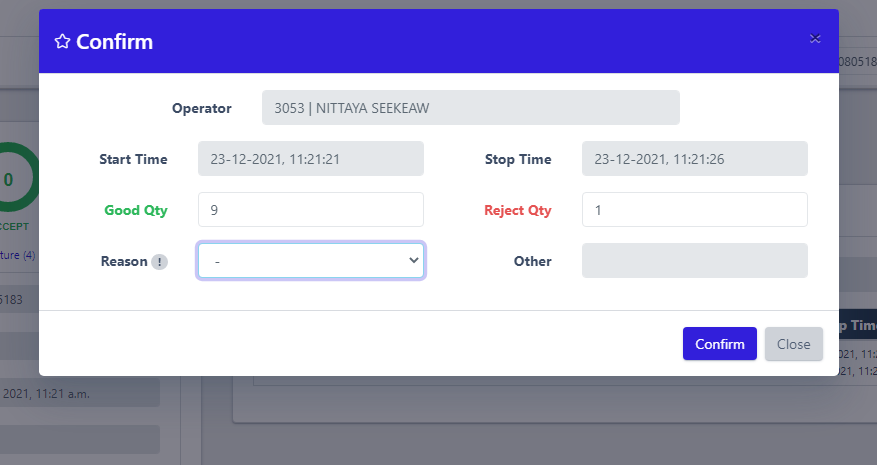 Confirm
×
080518
Operator 3053 | NITTAYA SEEKEAW
Start Time 23-12-2021, 11:21:21 Stop Time 23-12-2021, 11:21:26
0
Good Qty 9 Reject Qty 1
CCEPT
ture (4)
Reason ! - Other
5183
p Tim
Confirm Close
021, 11:2
021, 11:2
2021, 11:21 a.m.